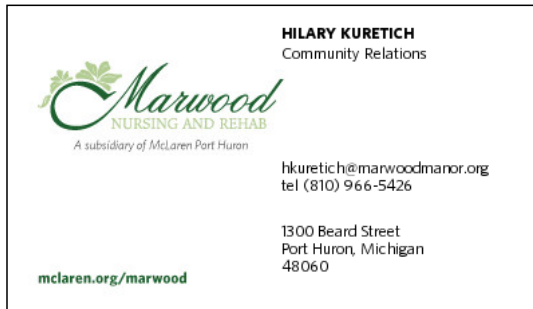 HILARY KURETICH
Community Relations
Marwood
NURSING AND REHAB
A subsidiary of McLaren Port Huron
hkuretich@marwoodmanor.org
tel (810) 966-5426
1300 Beard Street
Port Huron, Michigan
48060
mclaren.org/marwood